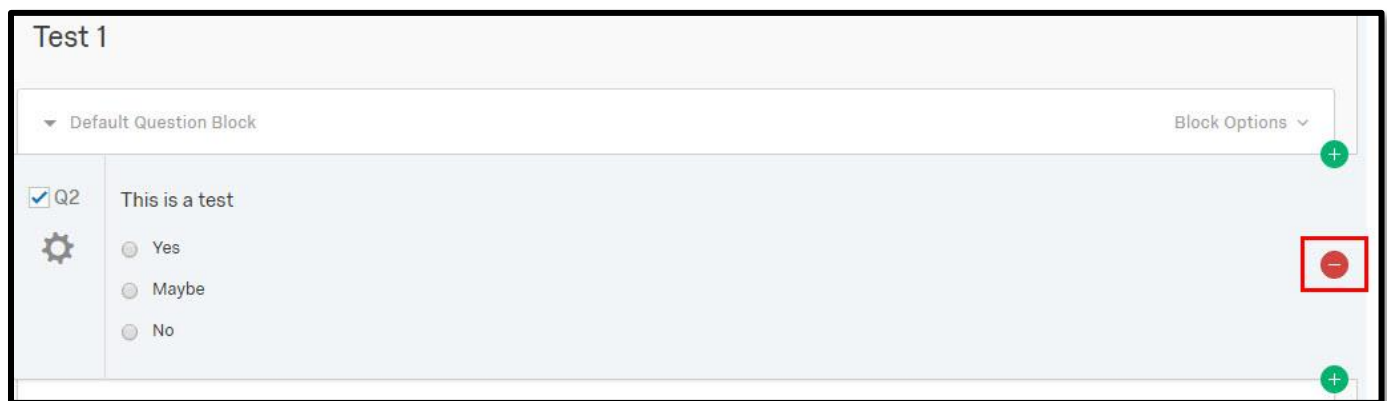 Test 1
Default Question Block
Block Options
Q2
This is a test
Yes
Maybe
No